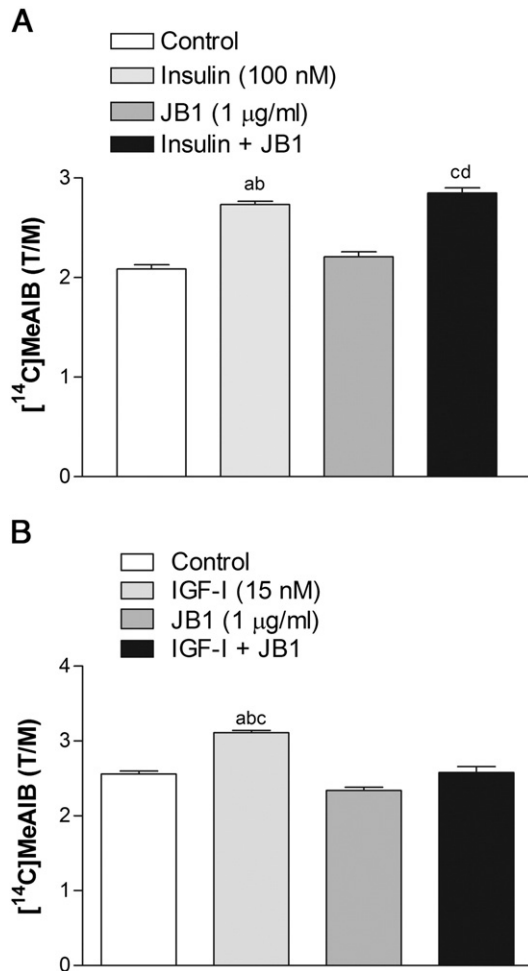 A
Control
Insulin (100 nM)
JB1 (1 μg/ml)
Insulin + JB1
[¹⁴C]MeAIB (T/M)
3
2
1
0
ab
cd
B
Control
IGF-I (15 nM)
JB1 (1 μg/ml)
IGF-I + JB1
[¹⁴C]MeAIB (T/M)
4
3
2
1
0
abc